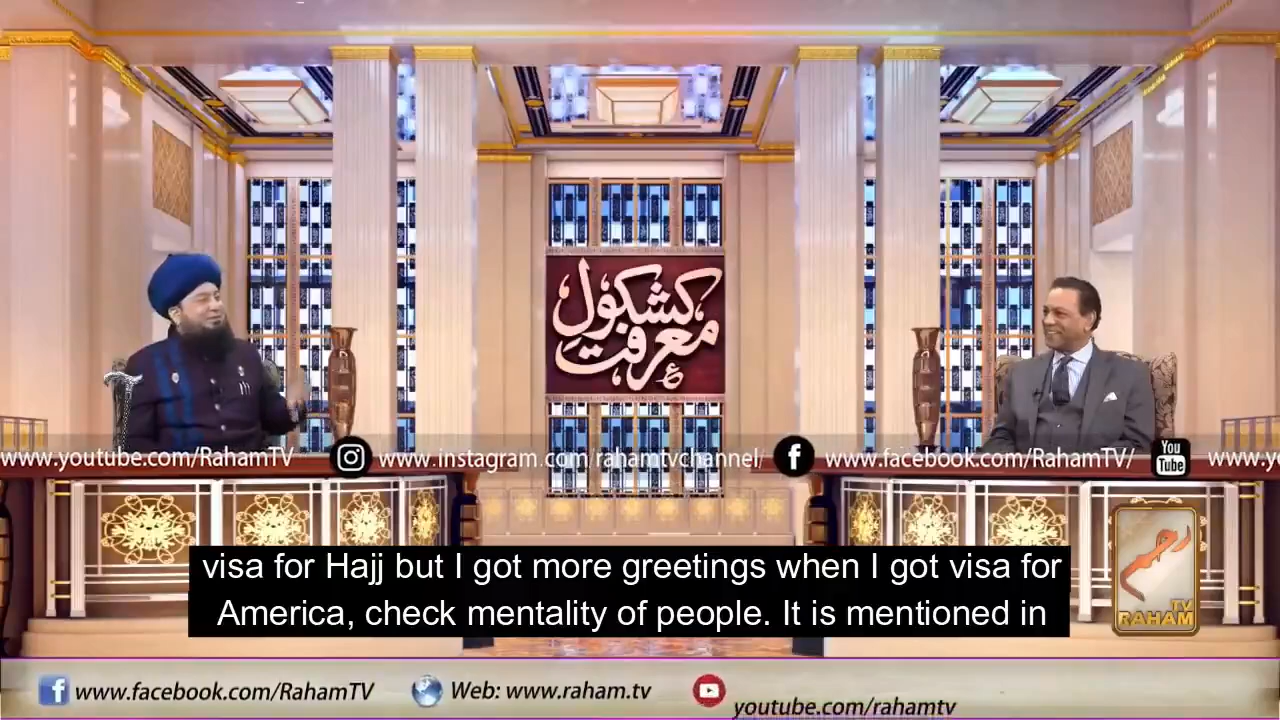 کشکولِ
معرفت
www.youtube.com/RahamTV
www.instagram.com/rahamtvchannel/
www.facebook.com/RahamTV/
You
Tube
visa for Hajj but I got more greetings when I got visa for
America, check mentality of people. It is mentioned in
رحم
TV
RAHAM
www.facebook.com/RahamTV
Web: www.raham.tv
youtube.com/rahamtv